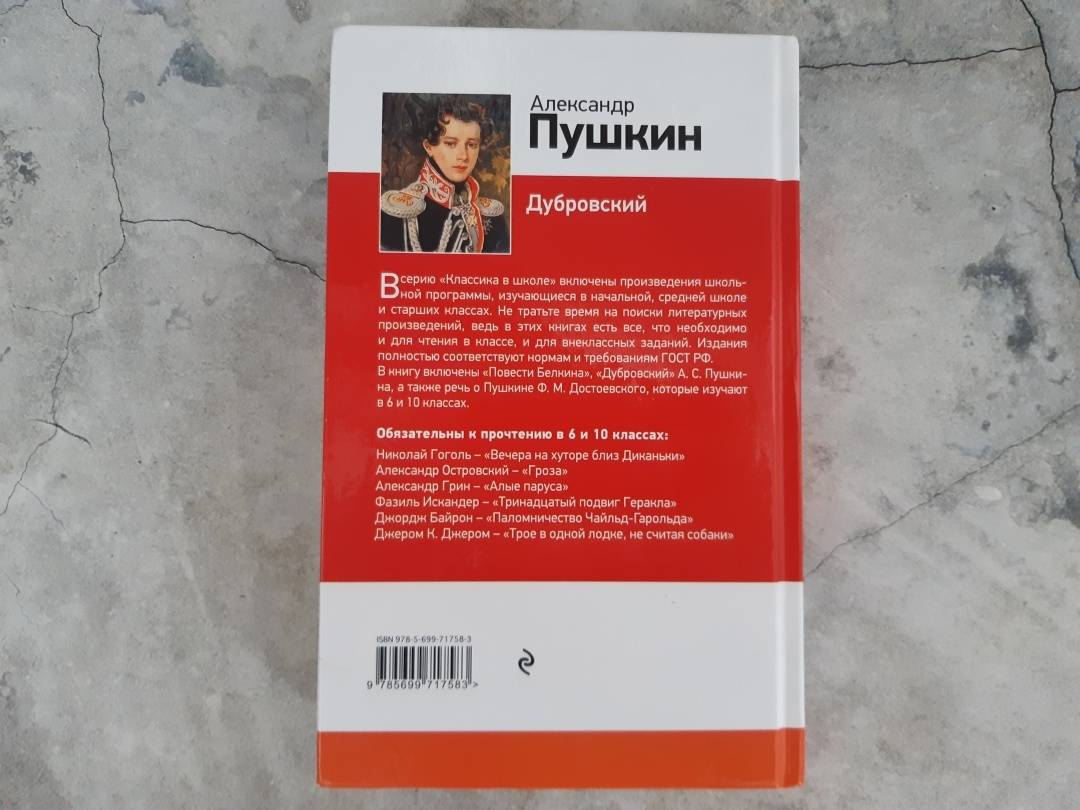 Александр
Пушкин
Дубровский
В серию «Классика в школе» включены произведения школь-
ной программы, изучающиеся в начальной, средней школе
и старших классах. Не тратьте время на поиски литературных
произведений, ведь в этих книгах есть все, что необходимо
и для чтения в классе, и для внеклассных заданий. Издания
полностью соответствуют нормам и требованиям ГОСТ РФ.
В книгу включены «Повести Белкина», «Дубровский» А. С. Пушки-
на, а также речь о Пушкине Ф. М. Достоевского, которые изучают
в 6 и 10 классах.
Обязательны к прочтению в 6 и 10 классах:
Николай Гоголь – «Вечера на хуторе близ Диканьки»
Александр Островский – «Гроза»
Александр Грин – «Алые паруса»
Фазиль Искандер – «Тринадцатый подвиг Геракла»
Джордж Байрон – «Паломничество Чайльд-Гарольда»
Джером К. Джером – «Трое в одной лодке, не считая собаки»
ISBN 978-5-699-71758-3
9 785699 717583 >